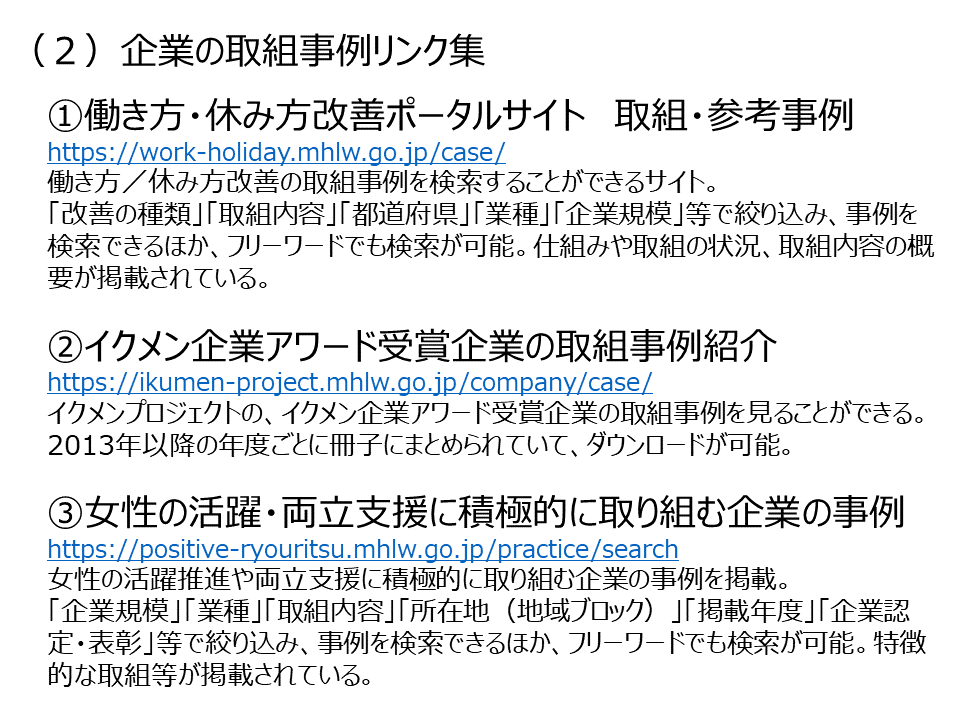 （２）企業の取組事例リンク集
①働き方・休み方改善ポータルサイト　取組・参考事例
https://work-holiday.mhlw.go.jp/case/
働き方／休み方改善の取組事例を検索することができるサイト。
「改善の種類」「取組内容」「都道府県」「業種」「企業規模」等で絞り込み、事例を
検索できるほか、フリーワードでも検索が可能。仕組みや取組の状況、取組内容の概
要が掲載されている。
②イクメン企業アワード受賞企業の取組事例紹介
https://ikumen-project.mhlw.go.jp/company/case/
イクメンプロジェクトの、イクメン企業アワード受賞企業の取組事例を見ることができる。
2013年以降の年度ごとに冊子にまとめられていて、ダウンロードが可能。
③女性の活躍・両立支援に積極的に取り組む企業の事例
https://positive-ryouritsu.mhlw.go.jp/practice/search
女性の活躍推進や両立支援に積極的に取り組む企業の事例を掲載。
「企業規模」「業種」「取組内容」「所在地（地域ブロック）」「掲載年度」「企業認
定・表彰」等で絞り込み、事例を検索できるほか、フリーワードでも検索が可能。特徴
的な取組等が掲載されている。